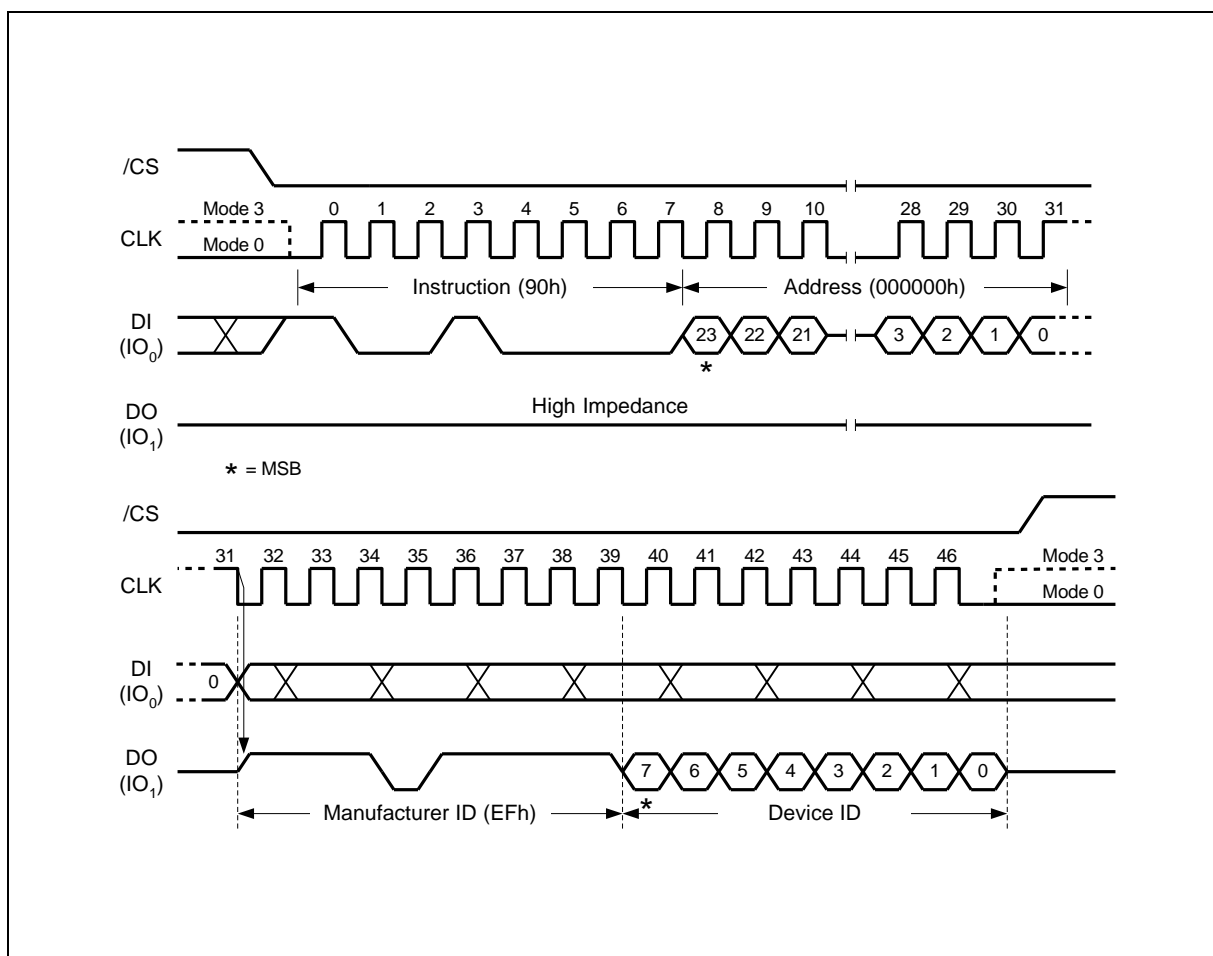 /CS
Mode 3 0 1 2 3 4 5 6 7 8 9 10 28 29 30 31
CLK Mode 0
Instruction (90h) Address (000000h)
DI (IO0) 23 22 21 3 2 1 0
*
DO (IO1) High Impedance
* = MSB
/CS
31 32 33 34 35 36 37 38 39 40 41 42 43 44 45 46 Mode 3
CLK Mode 0
DI (IO0) 0
DO (IO1) 7 6 5 4 3 2 1 0
*
Manufacturer ID (EFh) Device ID